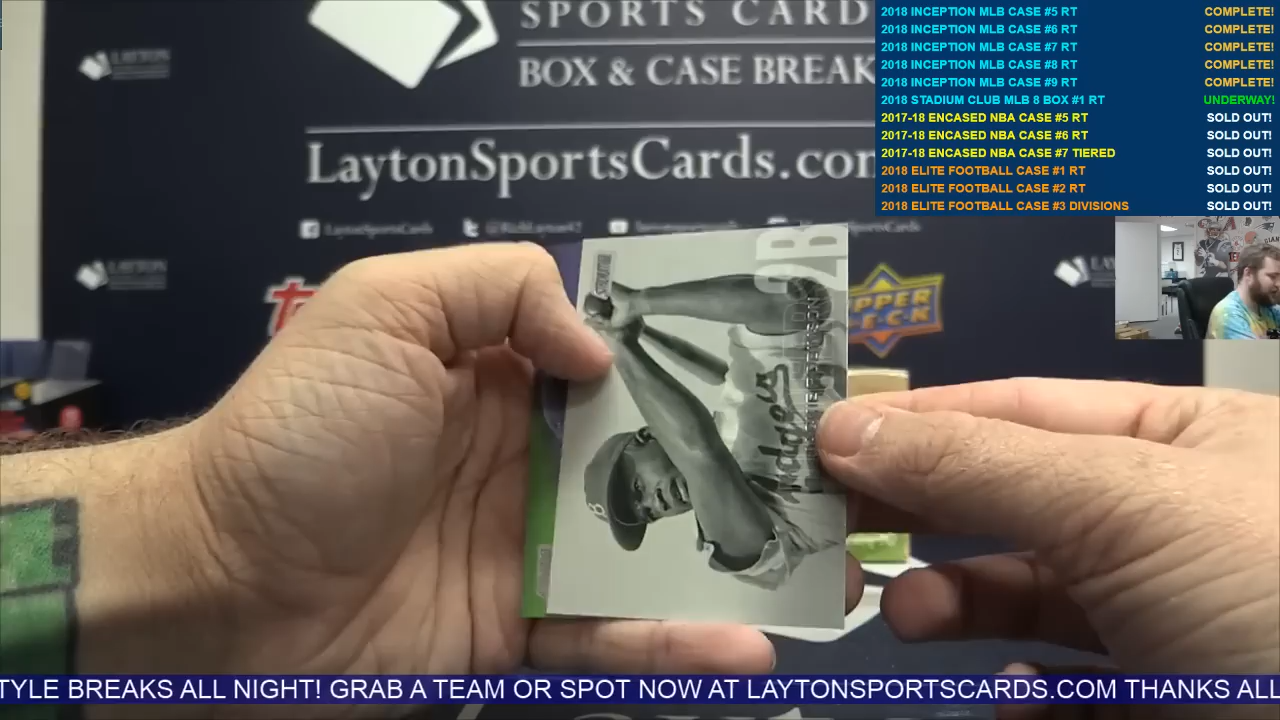 SPORTS CARD
BOX & CASE BREAK
LaytonSportsCards.com
LaytonSportsCards
UPPER
DECK
2B
Dodgers
B
2018 INCEPTION MLB CASE #5 RT COMPLETE!
2018 INCEPTION MLB CASE #6 RT COMPLETE!
2018 INCEPTION MLB CASE #7 RT COMPLETE!
2018 INCEPTION MLB CASE #8 RT COMPLETE!
2018 INCEPTION MLB CASE #9 RT COMPLETE!
2018 STADIUM CLUB MLB 8 BOX #1 RT UNDERWAY!
2017-18 ENCASED NBA CASE #5 RT SOLD OUT!
2017-18 ENCASED NBA CASE #6 RT SOLD OUT!
2017-18 ENCASED NBA CASE #7 TIERED SOLD OUT!
2018 ELITE FOOTBALL CASE #1 RT SOLD OUT!
2018 ELITE FOOTBALL CASE #2 RT SOLD OUT!
2018 ELITE FOOTBALL CASE #3 DIVISIONS SOLD OUT!
TYLE BREAKS ALL NIGHT! GRAB A TEAM OR SPOT NOW AT LAYTONSPORTSCARDS.COM THANKS ALL